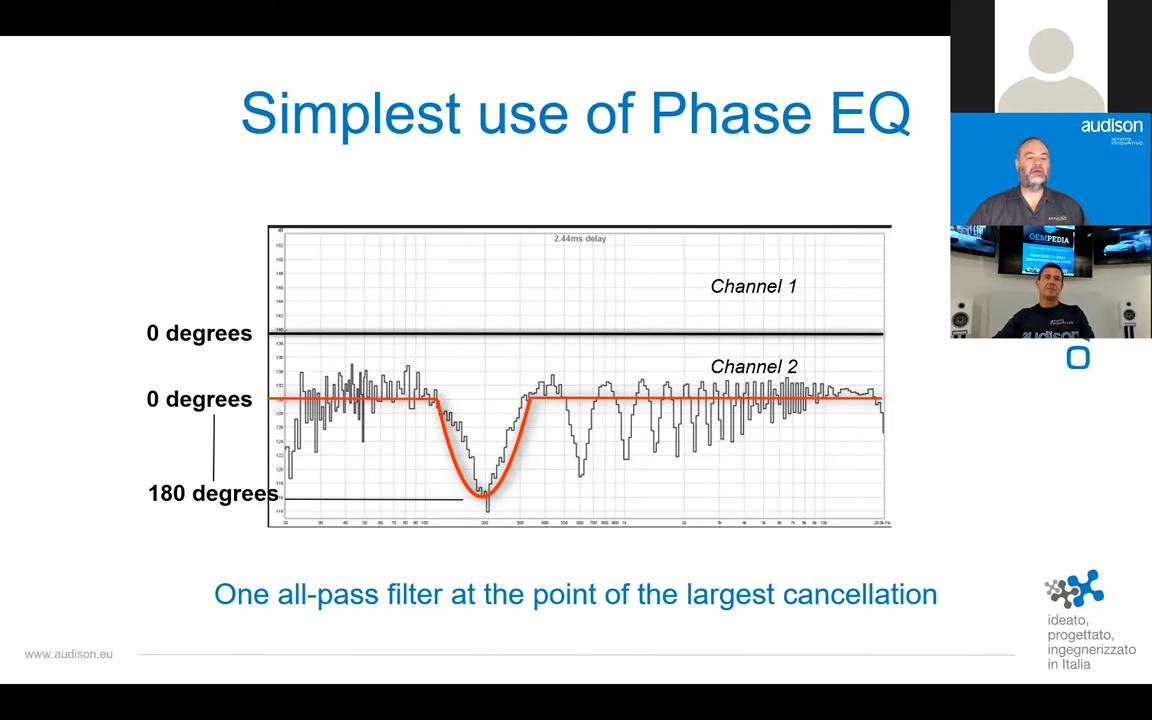 Simplest use of Phase EQ
audison
ISTINTO
INNOVATIVO
OEMPEDIA
audison
2.44ms delay
Channel 1
0 degrees
Channel 2
0 degrees
180 degrees
One all-pass filter at the point of the largest cancellation
www.audison.eu
ideato,
progettato,
ingegnerizzato
in Italia